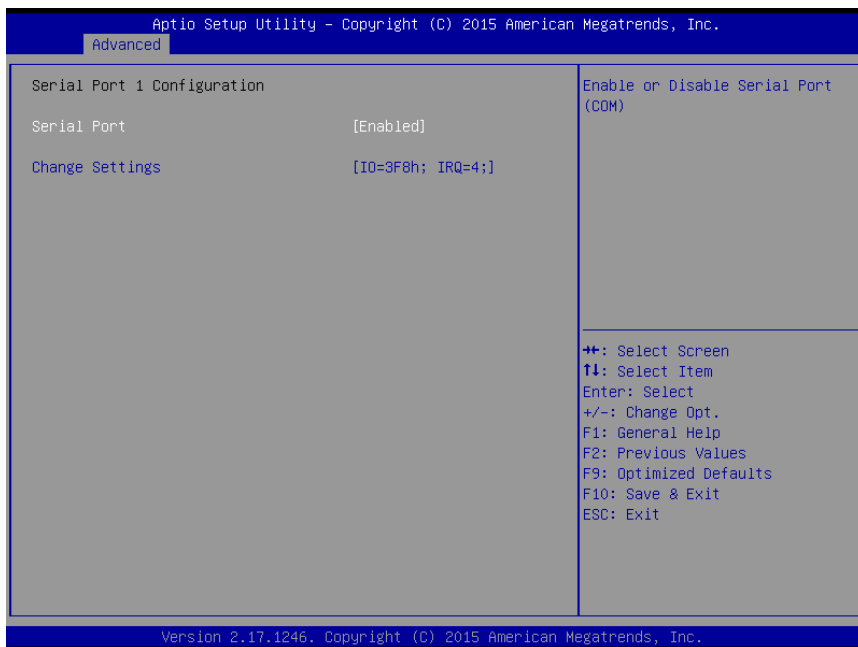 Aptio Setup Utility – Copyright (C) 2015 American Megatrends, Inc.
Advanced
Serial Port 1 Configuration
Serial Port [Enabled]
Change Settings [IO=3F8h; IRQ=4;]
Enable or Disable Serial Port
(COM)
→←: Select Screen
↑↓: Select Item
Enter: Select
+/-: Change Opt.
F1: General Help
F2: Previous Values
F9: Optimized Defaults
F10: Save & Exit
ESC: Exit
Version 2.17.1246. Copyright (C) 2015 American Megatrends, Inc.